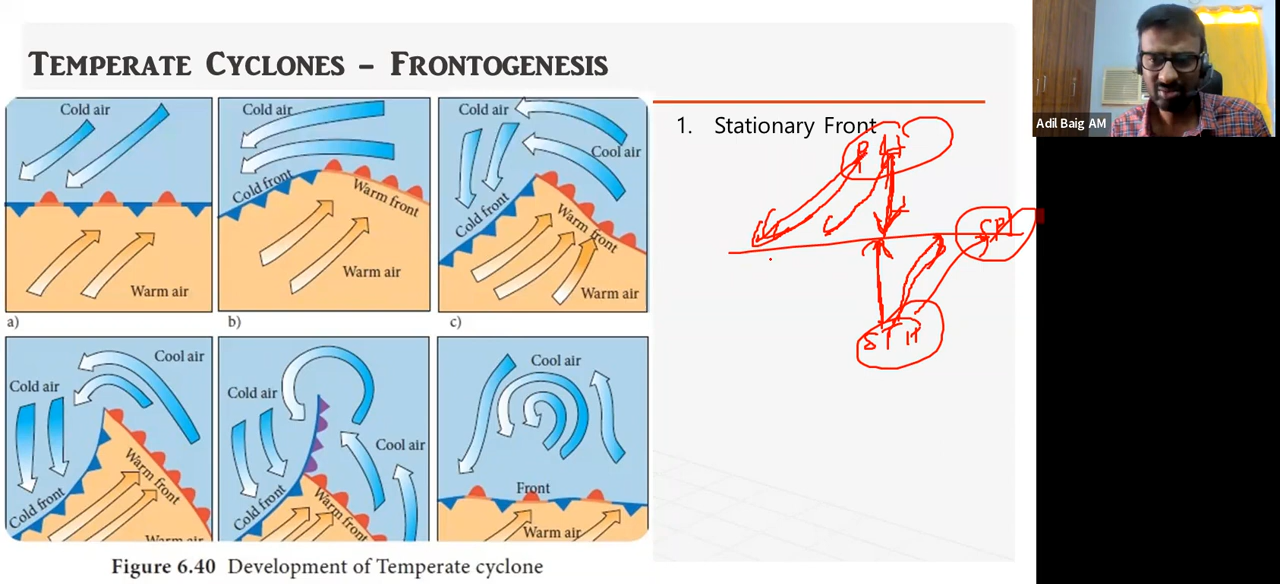 TEMPERATE CYCLONES – FRONTOGENESIS
Adil Baig AM
1. Stationary Front
Cold air
Warm air
a)
Cold air
Cold front
Warm front
Warm air
b)
Cold air
Cool air
Cold front
Warm front
Warm air
c)
Cool air
Cold air
Warm front
Cold front
Warm air
Cold air
Cool air
Cold front
Warm front
Cool air
Front
Warm air
STH
Figure 6.40 Development of Temperate cyclone